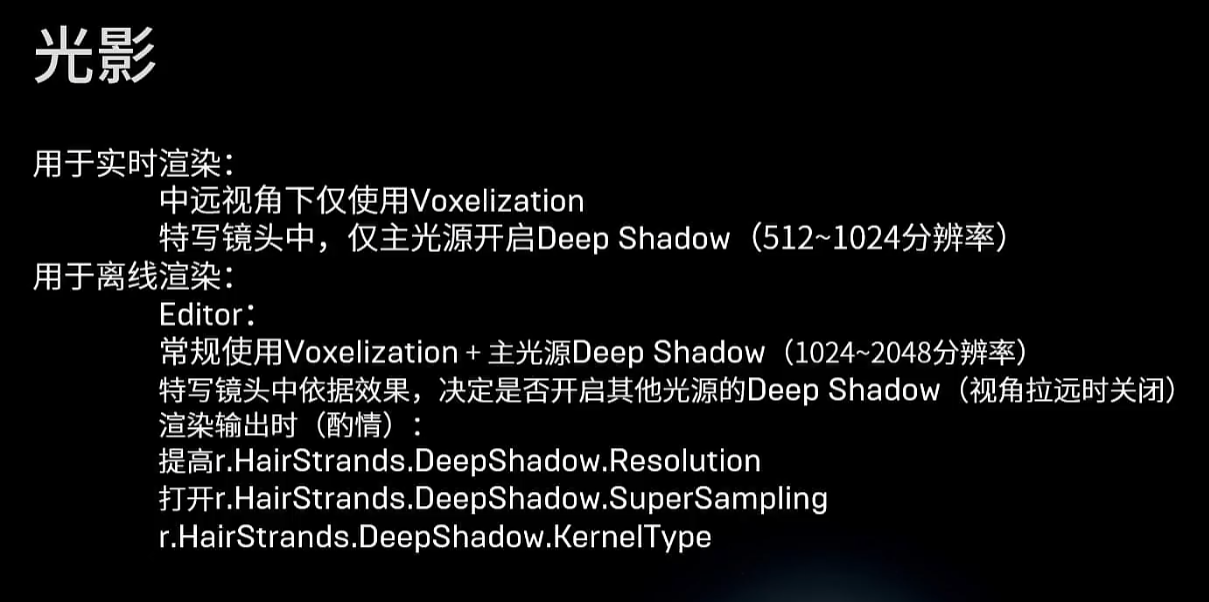 光影
用于实时渲染：
中远视角下仅使用Voxelization
特写镜头中，仅主光源开启Deep Shadow（512~1024分辨率）
用于离线渲染：
Editor：
常规使用Voxelization + 主光源Deep Shadow（1024~2048分辨率）
特写镜头中依据效果，决定是否开启其他光源的Deep Shadow（视角拉远时关闭）
渲染输出时（酌情）：
提高r.HairStrands.DeepShadow.Resolution
打开r.HairStrands.DeepShadow.SuperSampling
r.HairStrands.DeepShadow.KernelType